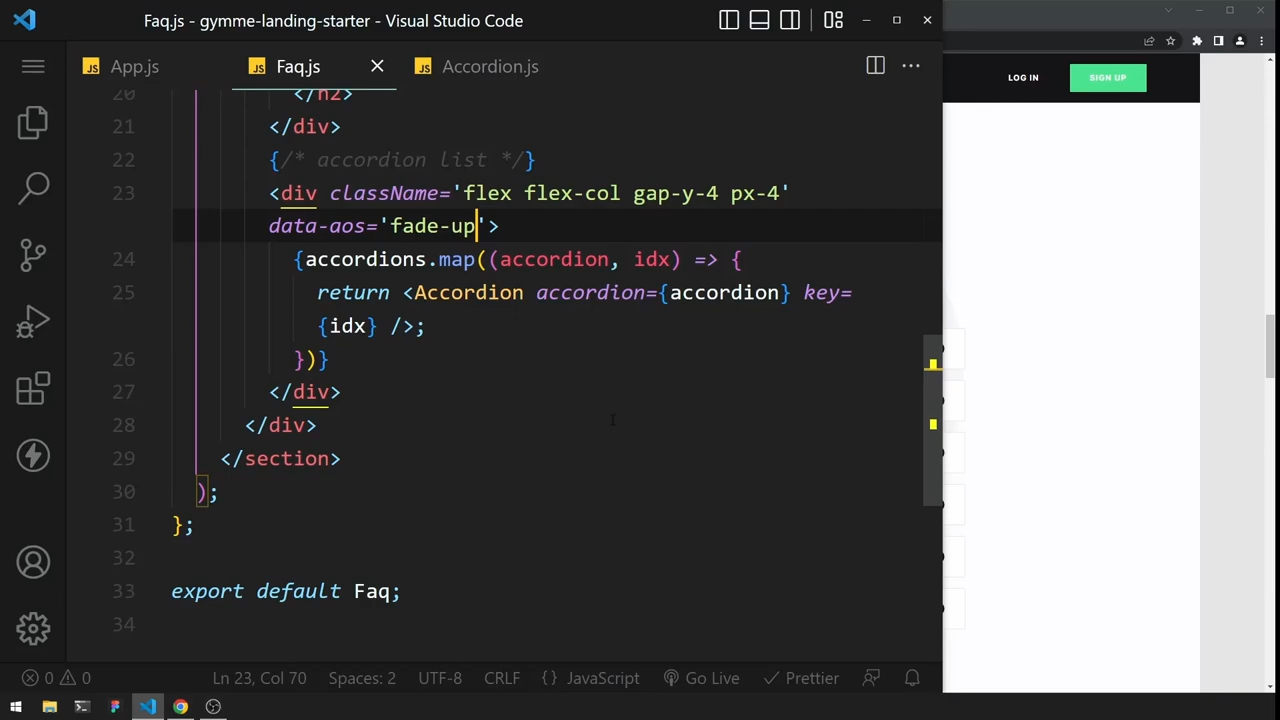 Faq.js - gymme-landing-starter - Visual Studio Code
JS App.js
JS Faq.js
JS Accordion.js
LOG IN
SIGN UP
20 </h2>
21 </div>
22 {/* accordion list */}
23 <div className='flex flex-col gap-y-4 px-4'
data-aos='fade-up'>
24 {accordions.map((accordion, idx) => {
25 return <Accordion accordion={accordion} key=
{idx} />;
26 })}
27 </div>
28 </div>
29 </section>
30 );
31 };
32
33 export default Faq;
34
0 0 Ln 23, Col 70 Spaces: 2 UTF-8 CRLF {} JavaScript Go Live Prettier